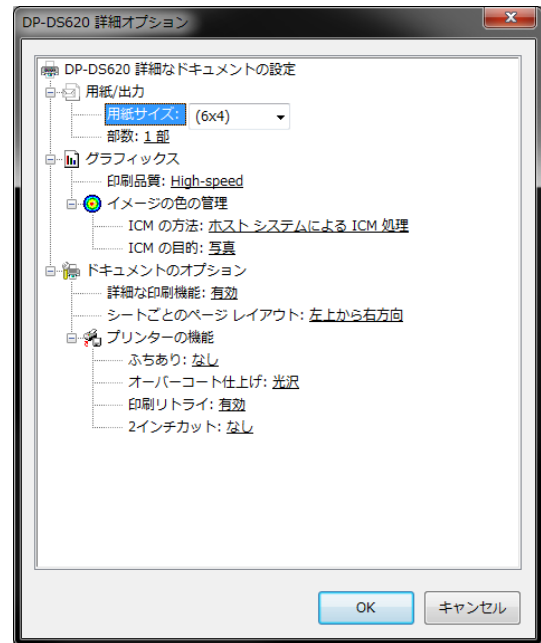 DP-DS620 詳細オプション
DP-DS620 詳細なドキュメントの設定
用紙/出力
用紙サイズ: (6x4)
部数: 1 部
グラフィックス
印刷品質: High-speed
イメージの色の管理
ICM の方法: ホスト システムによる ICM 処理
ICM の目的: 写真
ドキュメントのオプション
詳細な印刷機能: 有効
シートごとのページ レイアウト: 左上から右方向
プリンターの機能
ふちあり: なし
オーバーコート仕上げ: 光沢
印刷リトライ: 有効
2インチカット: なし
OK キャンセル